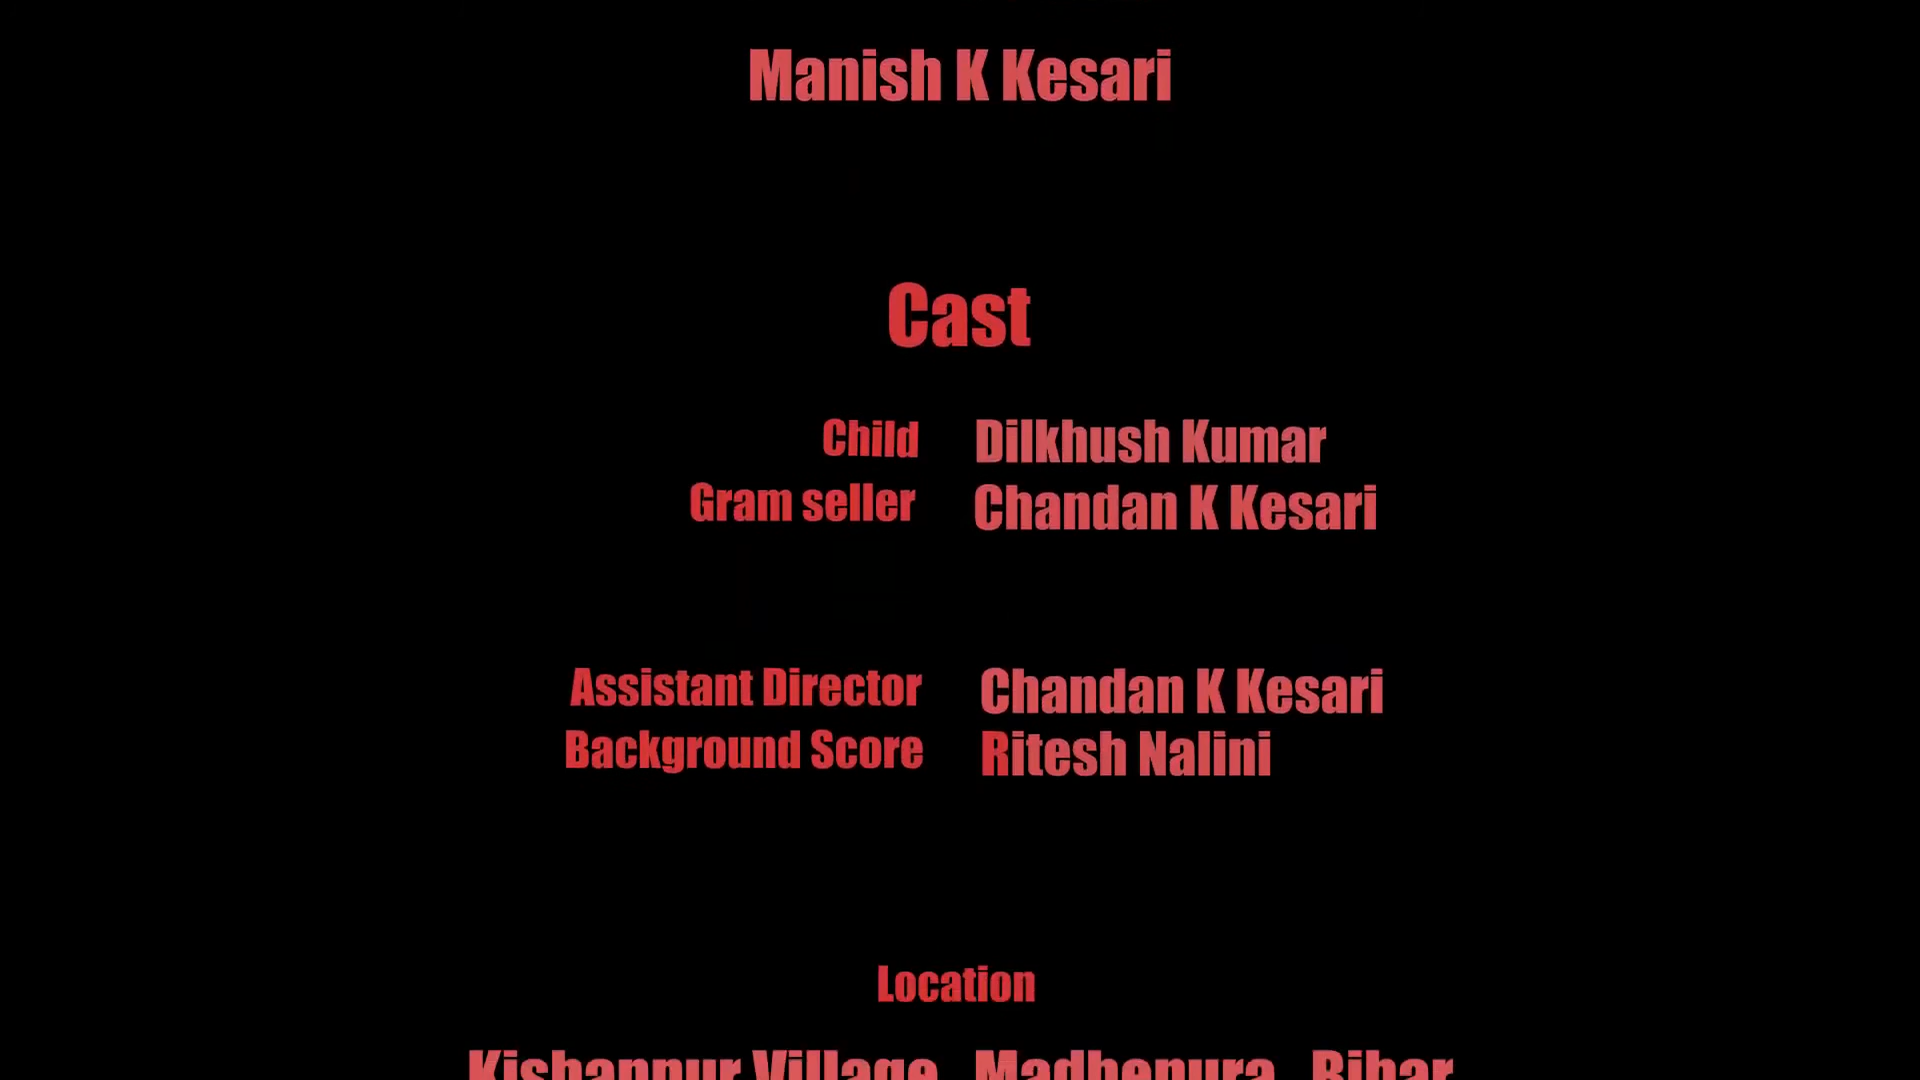 Manish K Kesari
Cast
Child Dilkhush Kumar
Gram seller Chandan K Kesari
Assistant Director Chandan K Kesari
Background Score Ritesh Nalini
Location
Kishanpur Village, Madhepura, Bihar